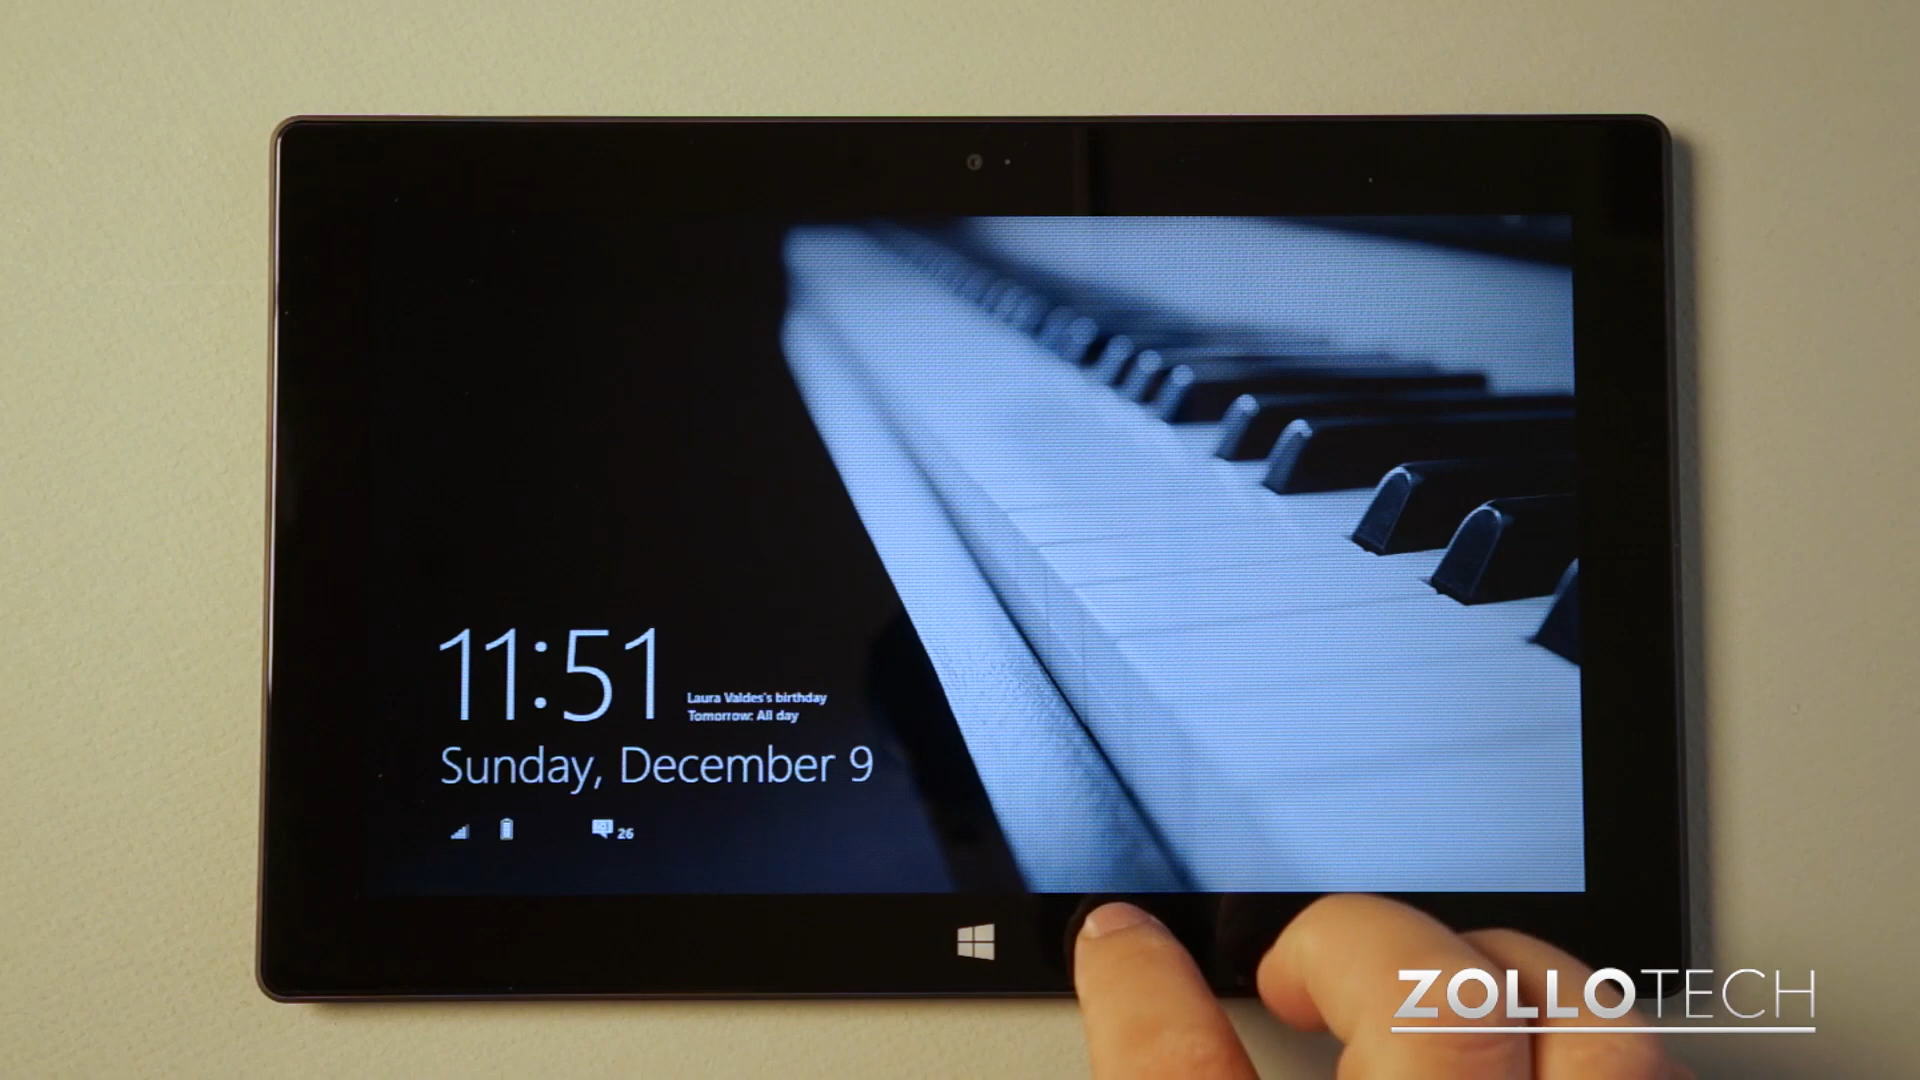 11:51
Laura Valdes's birthday
Tomorrow: All day
Sunday, December 9
26
ZOLLOTECH